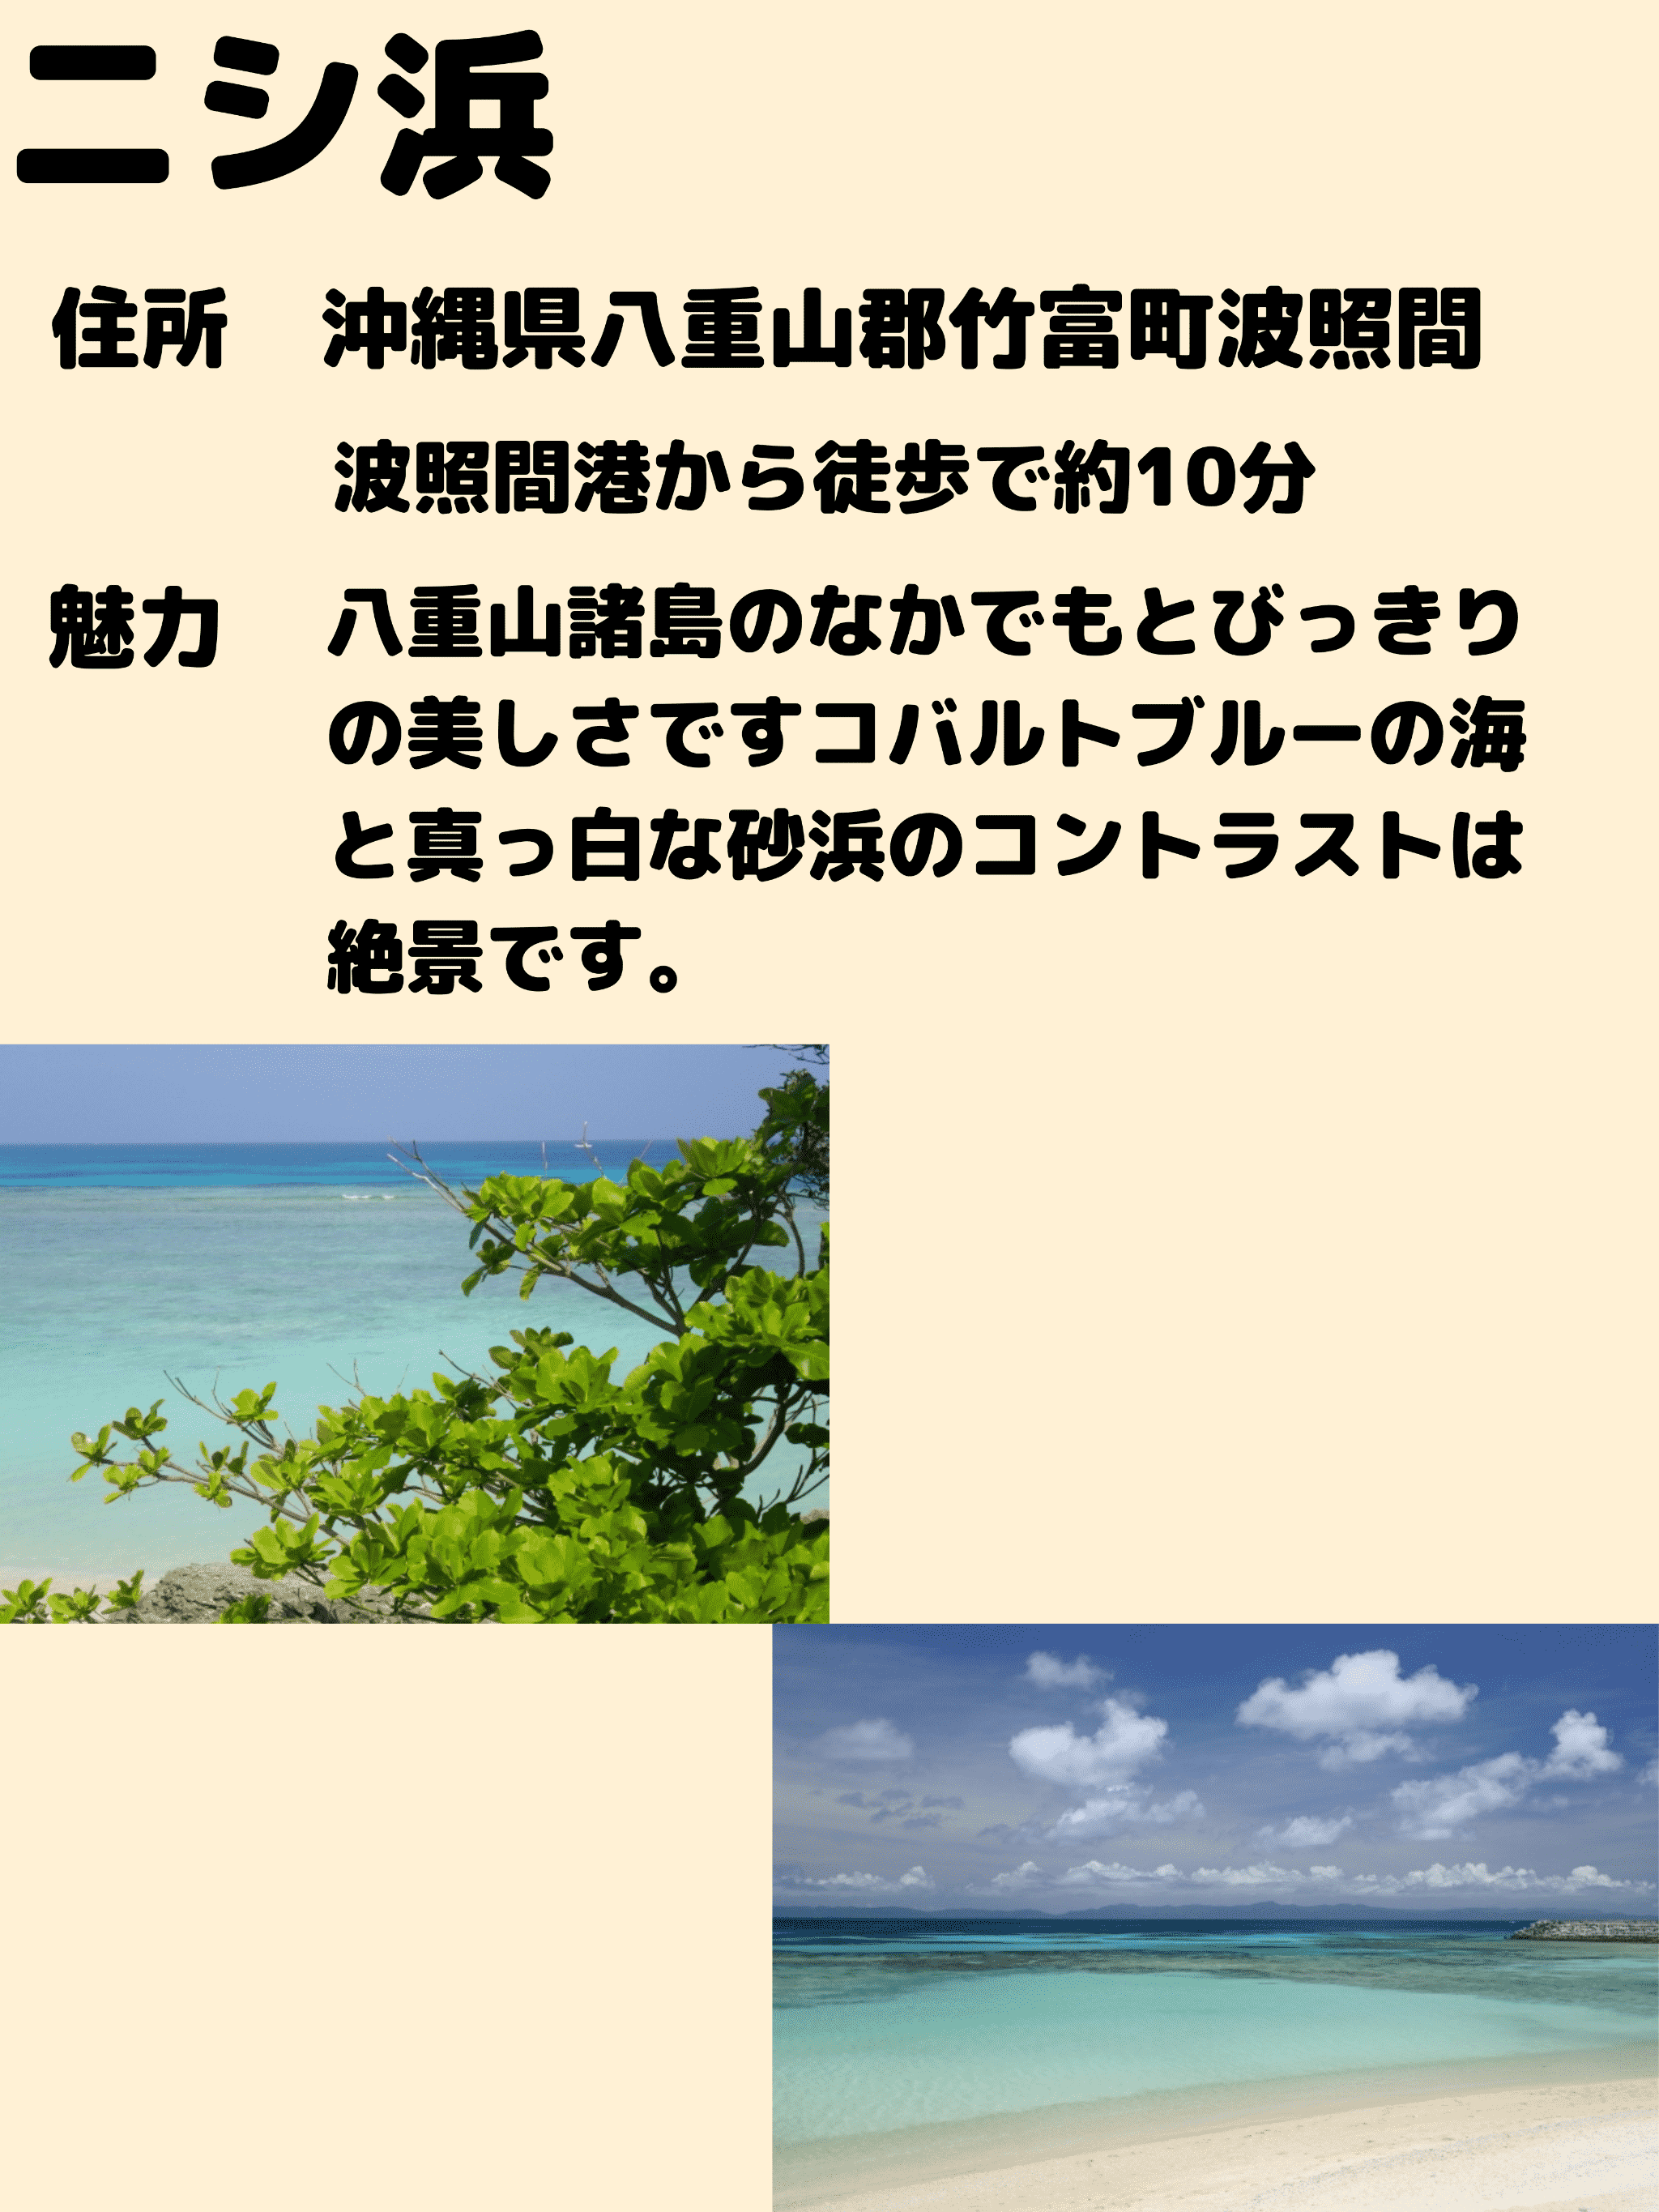 ニシ浜
住所 沖縄県八重山郡竹富町波照間
波照間港から徒歩で約10分
魅力 八重山諸島のなかでもとびっきり
の美しさですコバルトブルーの海
と真っ白な砂浜のコントラストは
絶景です。